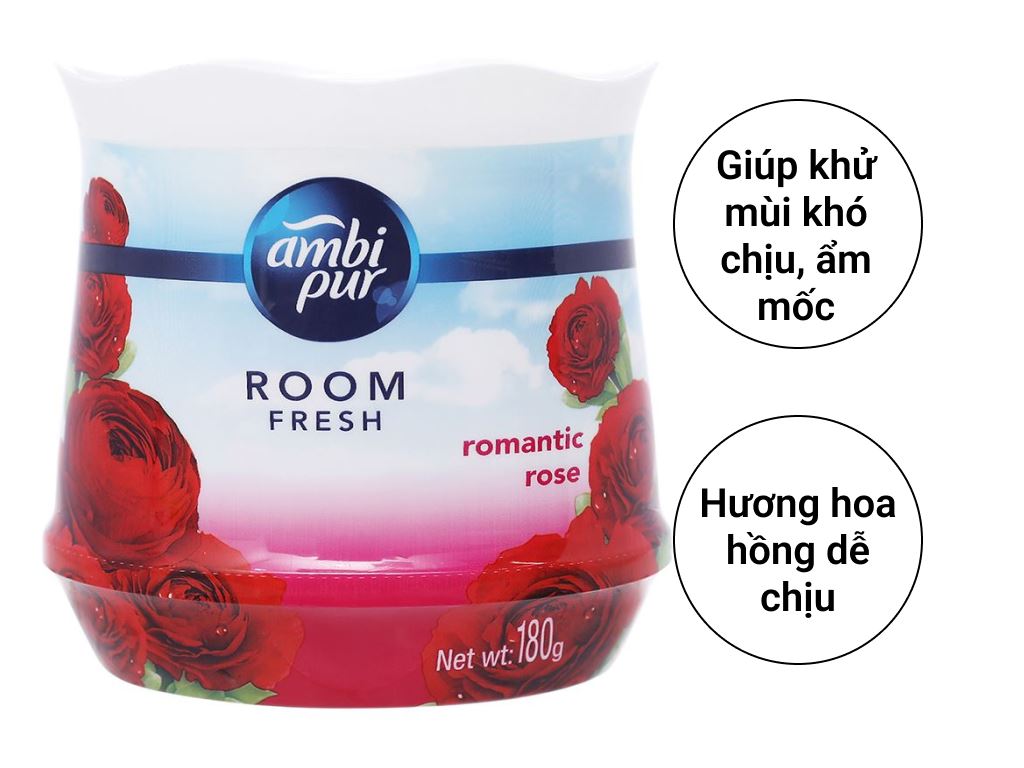 ambi
pur
ROOM
FRESH
romantic
rose
Net wt: 180g
Giúp khử
mùi khó
chịu, ẩm
mốc
Hương hoa
hồng dễ
chịu